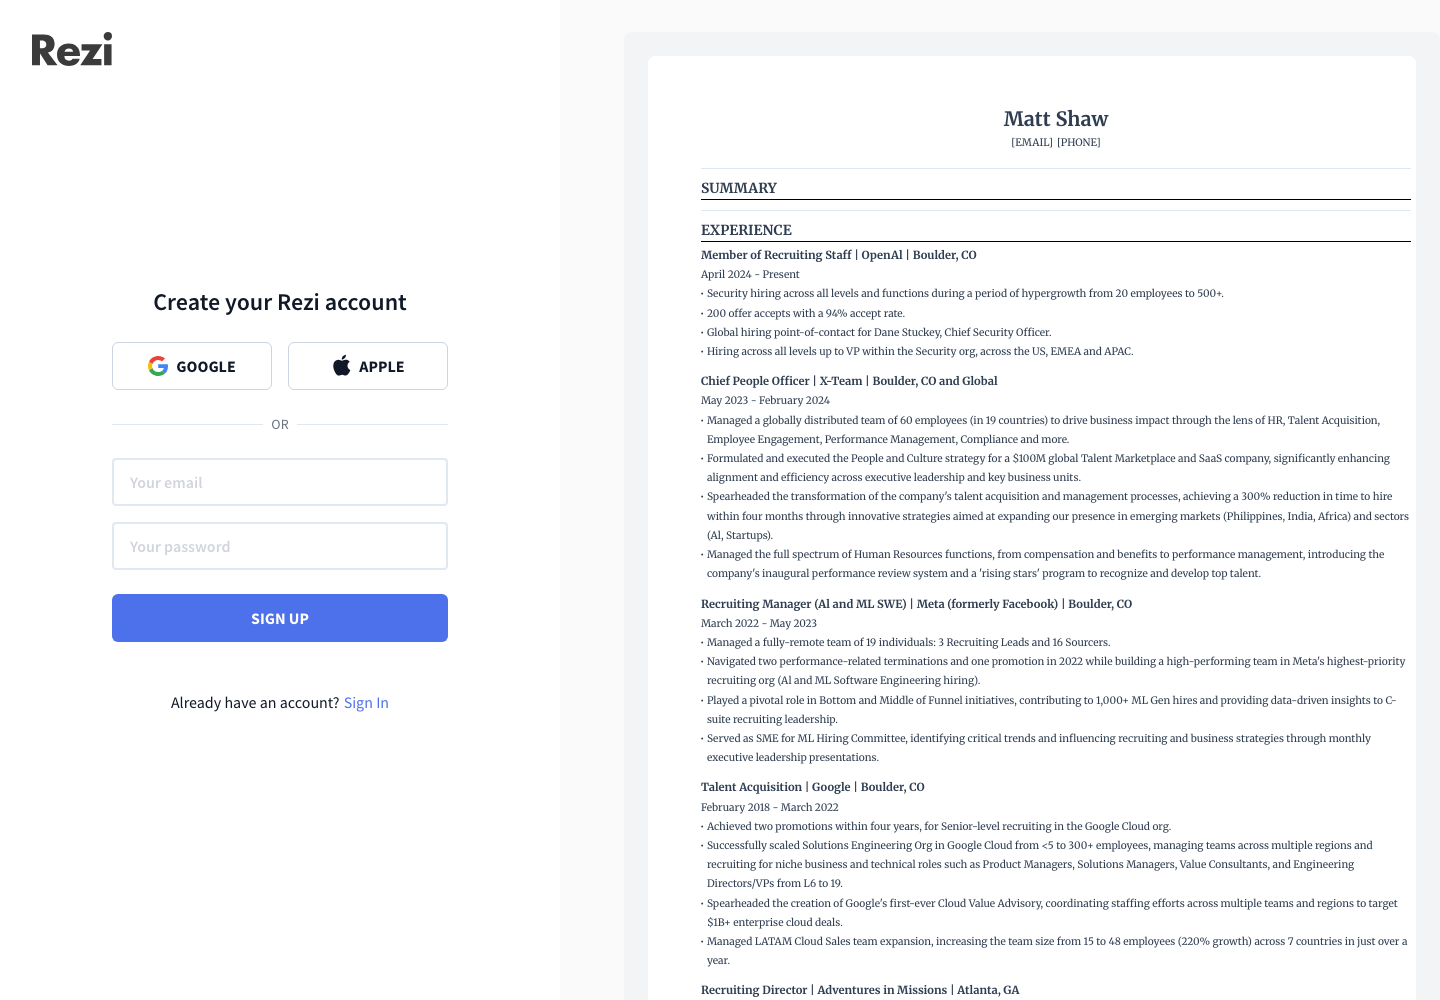 Rezi
Create your Rezi account
GOOGLE
APPLE
OR
Your email
Your password
SIGN UP
Already have an account? Sign In
Matt Shaw
[EMAIL] [PHONE]
SUMMARY
EXPERIENCE
Member of Recruiting Staff | OpenAl | Boulder, CO
April 2024 - Present
• Security hiring across all levels and functions during a period of hypergrowth from 20 employees to 500+.
• 200 offer accepts with a 94% accept rate.
• Global hiring point-of-contact for Dane Stuckey, Chief Security Officer.
• Hiring across all levels up to VP within the Security org, across the US, EMEA and APAC.
Chief People Officer | X-Team | Boulder, CO and Global
May 2023 - February 2024
• Managed a globally distributed team of 60 employees (in 19 countries) to drive business impact through the lens of HR, Talent Acquisition,
Employee Engagement, Performance Management, Compliance and more.
• Formulated and executed the People and Culture strategy for a $100M global Talent Marketplace and SaaS company, significantly enhancing
alignment and efficiency across executive leadership and key business units.
• Spearheaded the transformation of the company's talent acquisition and management processes, achieving a 300% reduction in time to hire
within four months through innovative strategies aimed at expanding our presence in emerging markets (Philippines, India, Africa) and sectors
(Al, Startups).
• Managed the full spectrum of Human Resources functions, from compensation and benefits to performance management, introducing the
company's inaugural performance review system and a 'rising stars' program to recognize and develop top talent.
Recruiting Manager (Al and ML SWE) | Meta (formerly Facebook) | Boulder, CO
March 2022 - May 2023
• Managed a fully-remote team of 19 individuals: 3 Recruiting Leads and 16 Sourcers.
• Navigated two performance-related terminations and one promotion in 2022 while building a high-performing team in Meta's highest-priority
recruiting org (Al and ML Software Engineering hiring).
• Played a pivotal role in Bottom and Middle of Funnel initiatives, contributing to 1,000+ ML Gen hires and providing data-driven insights to C-
suite recruiting leadership.
• Served as SME for ML Hiring Committee, identifying critical trends and influencing recruiting and business strategies through monthly
executive leadership presentations.
Talent Acquisition | Google | Boulder, CO
February 2018 - March 2022
• Achieved two promotions within four years, for Senior-level recruiting in the Google Cloud org.
• Successfully scaled Solutions Engineering Org in Google Cloud from <5 to 300+ employees, managing teams across multiple regions and
recruiting for niche business and technical roles such as Product Managers, Solutions Managers, Value Consultants, and Engineering
Directors/VPs from L6 to 19.
• Spearheaded the creation of Google's first-ever Cloud Value Advisory, coordinating staffing efforts across multiple teams and regions to target
$1B+ enterprise cloud deals.
• Managed LATAM Cloud Sales team expansion, increasing the team size from 15 to 48 employees (220% growth) across 7 countries in just over a
year.
Recruiting Director | Adventures in Missions | Atlanta, GA